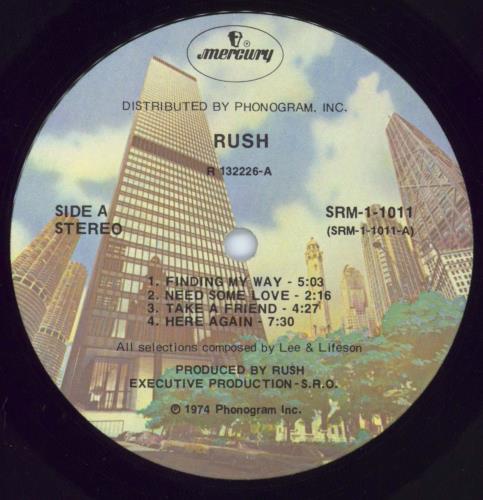 mercury
DISTRIBUTED BY PHONOGRAM, INC.
RUSH
R 132226-A
SIDE A
STEREO
SRM-1-1011
(SRM-1-1011-A)
1. FINDING MY WAY - 5:03
2. NEED SOME LOVE - 2:16
3. TAKE A FRIEND - 4:27
4. HERE AGAIN - 7:30
All selections composed by Lee & Lifeson
PRODUCED BY RUSH
EXECUTIVE PRODUCTION-S.R.O.
℗ 1974 Phonogram Inc.